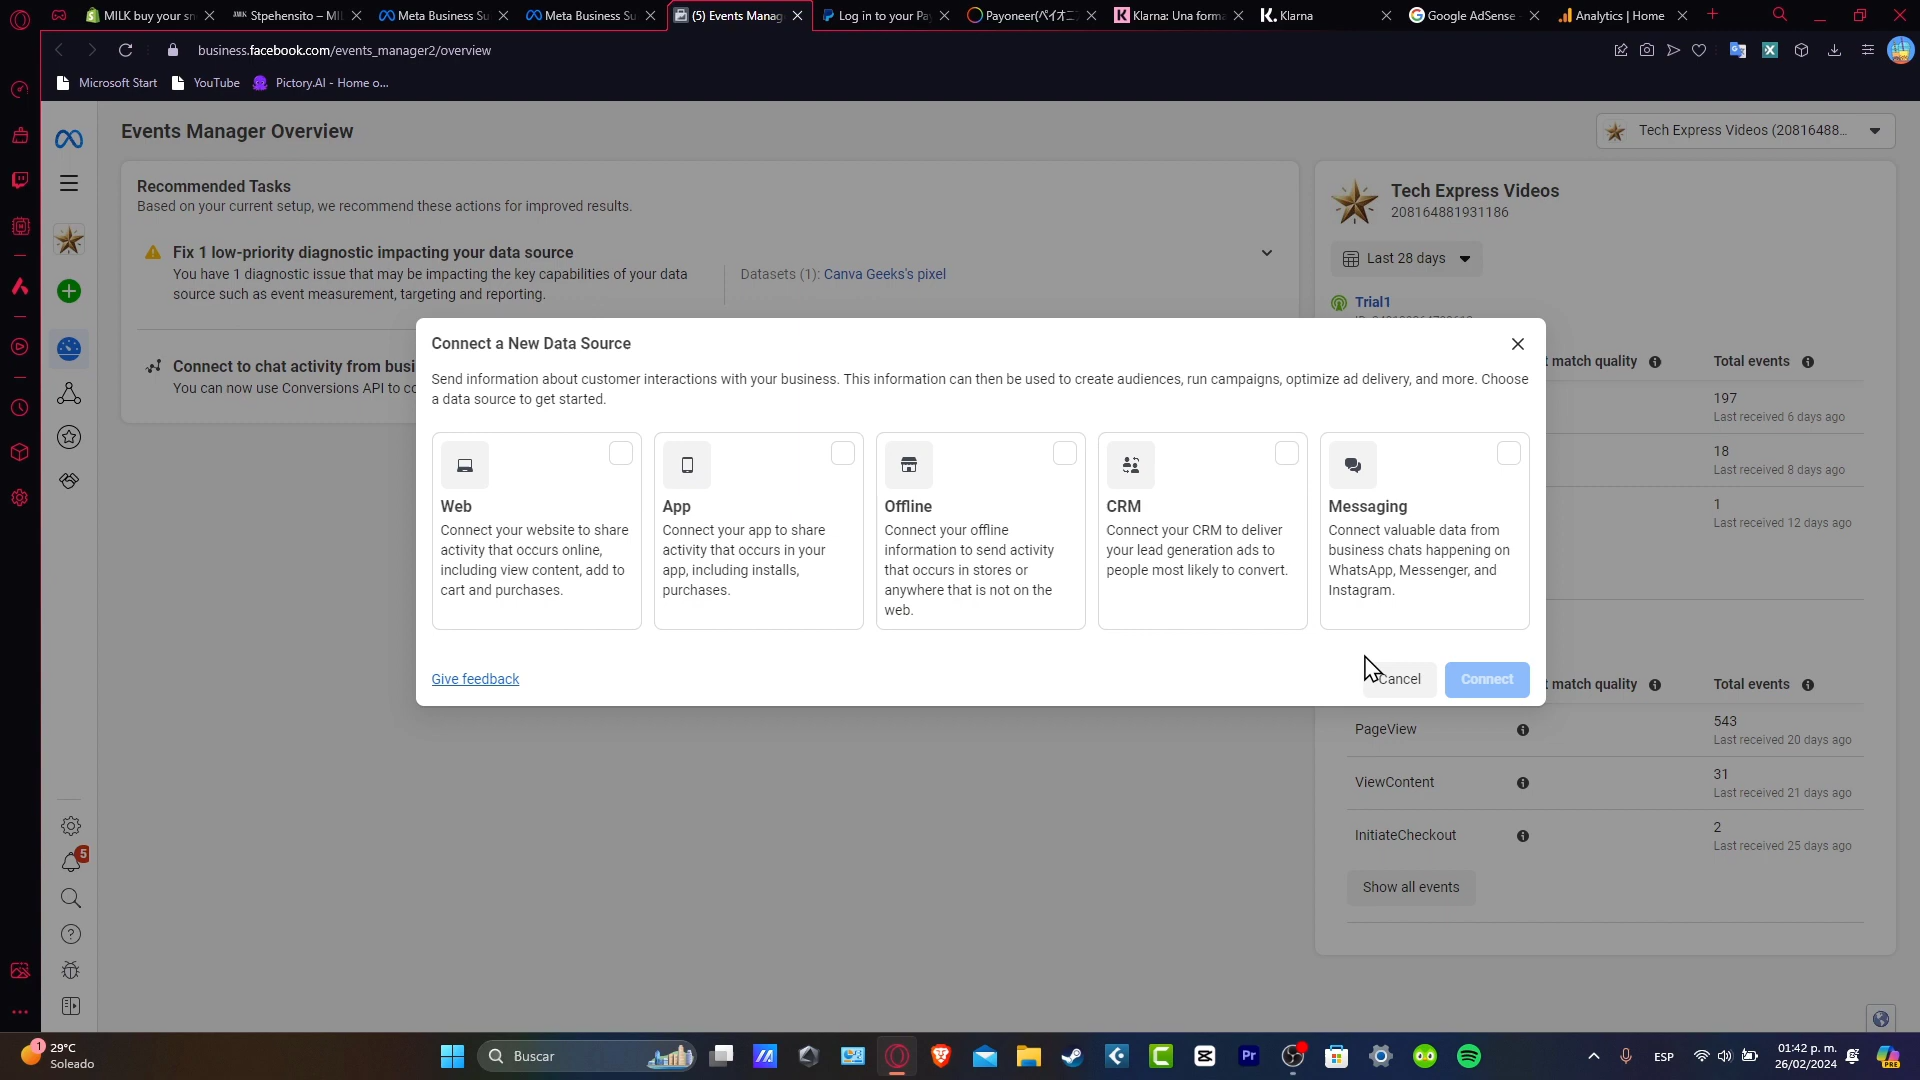 MILK buy your sn
Stpehensito – MIL
Meta Business Su
Meta Business Su
(5) Events Manag
Log in to your Pa
Payoneer(ペイオニ
Klarna: Una forma
Klarna
Google AdSense
Analytics | Home
business.facebook.com/events_manager2/overview
Microsoft Start
YouTube
Pictory.AI - Home o...
Events Manager Overview
Tech Express Videos (20816488...
Recommended Tasks
Based on your current setup, we recommend these actions for improved results.
Fix 1 low-priority diagnostic impacting your data source
You have 1 diagnostic issue that may be impacting the key capabilities of your data
source such as event measurement, targeting and reporting.
Datasets (1): Canva Geeks's pixel
Connect to chat activity from busi
You can now use Conversions API to co
Tech Express Videos
208164881931186
Last 28 days
Trial1
t match quality
Total events
197
Last received 6 days ago
18
Last received 8 days ago
1
Last received 12 days ago
Connect a New Data Source
Send information about customer interactions with your business. This information can then be used to create audiences, run campaigns, optimize ad delivery, and more. Choose
a data source to get started.
Web
Connect your website to share
activity that occurs online,
including view content, add to
cart and purchases.
App
Connect your app to share
activity that occurs in your
app, including installs,
purchases.
Offline
Connect your offline
information to send activity
that occurs in stores or
anywhere that is not on the
web.
CRM
Connect your CRM to deliver
your lead generation ads to
people most likely to convert.
Messaging
Connect valuable data from
business chats happening on
WhatsApp, Messenger, and
Instagram.
Give feedback
Cancel
Connect
t match quality
Total events
PageView
543
Last received 20 days ago
ViewContent
31
Last received 21 days ago
InitiateCheckout
2
Last received 25 days ago
Show all events
5
1
29°C
Soleado
Buscar
Pr
ESP
01:42 p. m.
26/02/2024
PRE